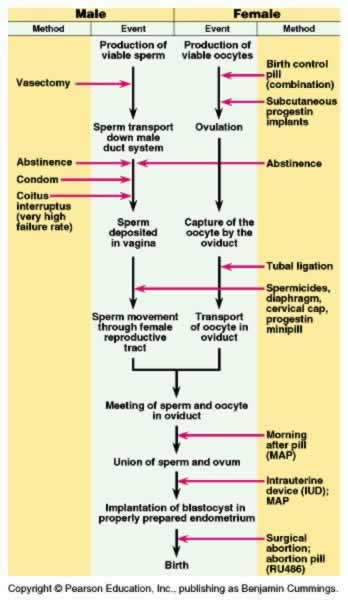 Male Female
Method Event Event Method
Production of
viable sperm
Production of
viable oocytes
Birth control
pill
(combination)
Vasectomy
Subcutaneous
progestin
implants
Sperm transport
down male
duct system
Ovulation
Abstinence
Abstinence
Condom
Coitus
interruptus
(very high
failure rate)
Sperm
deposited
in vagina
Capture of the
oocyte by the
oviduct
Tubal ligation
Spermicides,
diaphragm,
cervical cap,
progestin
minipill
Sperm movement
through female
reproductive
tract
Transport
of oocyte in
oviduct
Meeting of sperm and oocyte
in oviduct
Morning
after pill
(MAP)
Union of sperm and ovum
Intrauterine
device (IUD);
MAP
Implantation of blastocyst in
properly prepared endometrium
Surgical
abortion;
abortion pill
(RU486)
Birth
Copyright © Pearson Education, Inc., publishing as Benjamin Cummings.